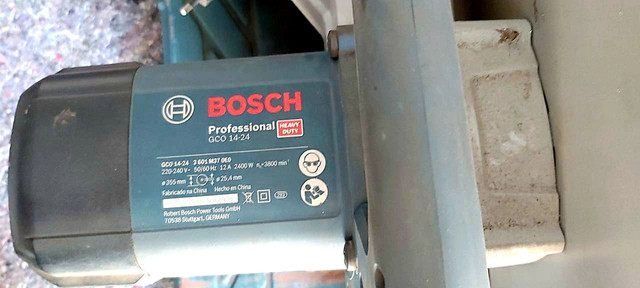 BOSCH
Professional
HEAVY
DUTY
GCO 14-24
GCO 14-24 3 601 M37 0E0
220-240 V~ 50/60 Hz 12 A 2400 W n₀=3800 min⁻¹
ø 355 mm ø 25,4 mm
Fabricado na China Hecho en China
Robert Bosch Power Tools GmbH
70538 Stuttgart, GERMANY